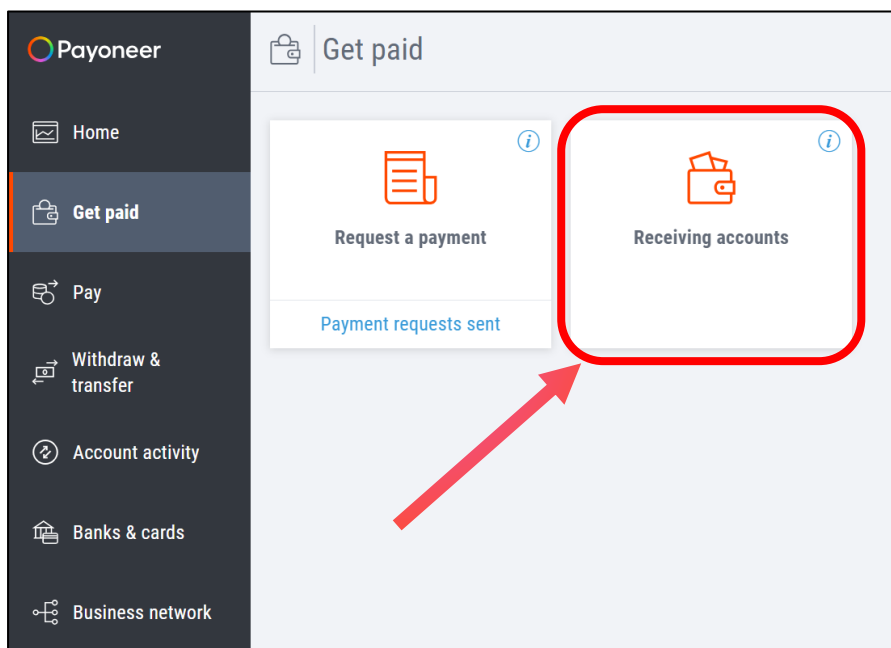 Payoneer
Get paid
Home
Get paid
Pay
Withdraw &
transfer
Account activity
Banks & cards
Business network
i
Request a payment
Payment requests sent
i
Receiving accounts